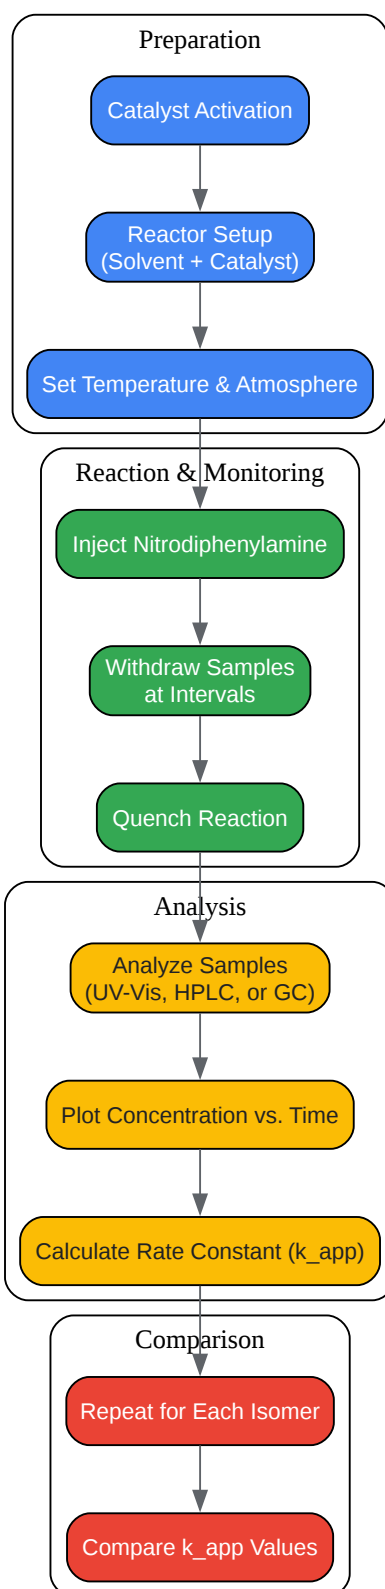 Preparation
Catalyst Activation
Reactor Setup
(Solvent + Catalyst)
Set Temperature & Atmosphere
Reaction & Monitoring
Inject Nitrodiphenylamine
Withdraw Samples
at Intervals
Quench Reaction
Analysis
Analyze Samples
(UV-Vis, HPLC, or GC)
Plot Concentration vs. Time
Calculate Rate Constant (k_app)
Comparison
Repeat for Each Isomer
Compare k_app Values